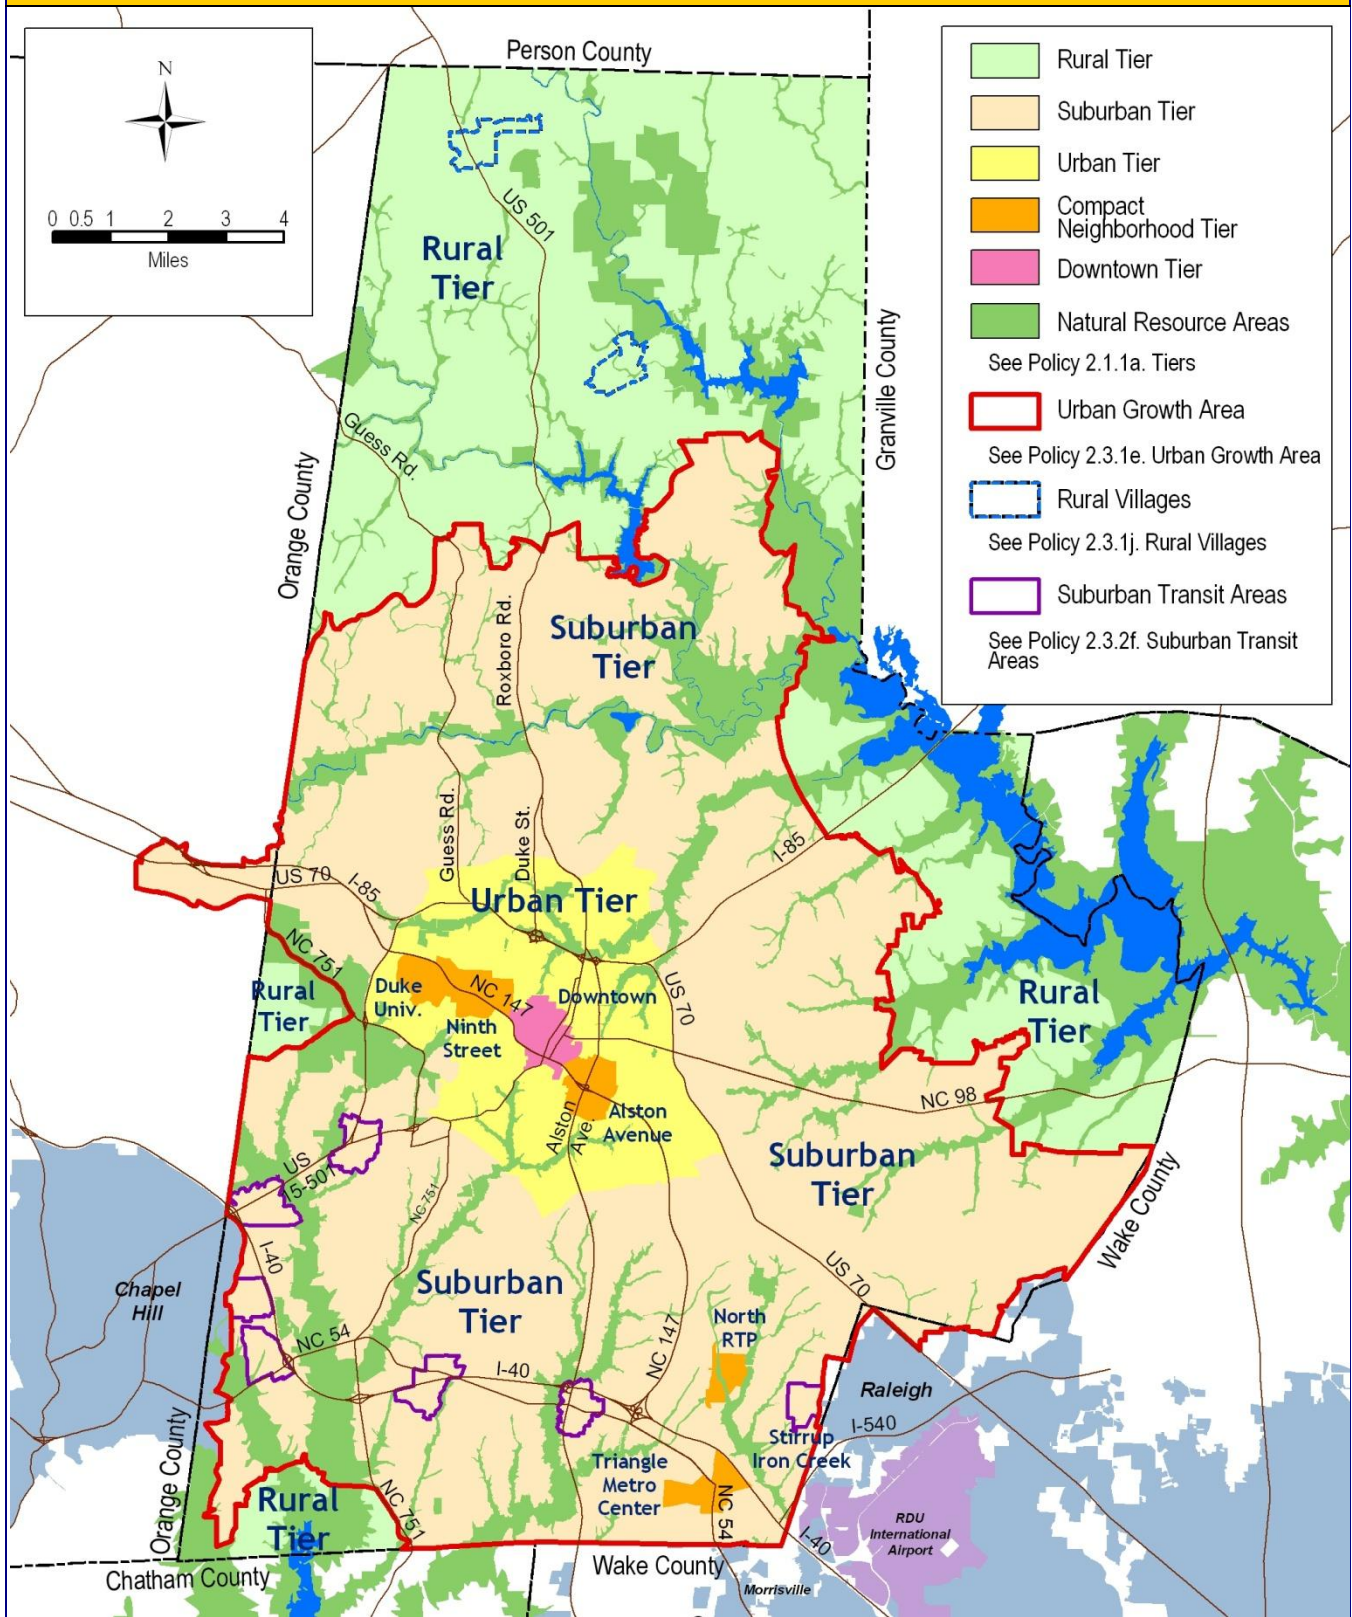 Person County
N
0 0.5 1 2 3 4
Miles
Rural Tier
Suburban Tier
Urban Tier
Compact
Neighborhood Tier
Downtown Tier
Natural Resource Areas
See Policy 2.1.1a. Tiers
Urban Growth Area
See Policy 2.3.1e. Urban Growth Area
Rural Villages
See Policy 2.3.1j. Rural Villages
Suburban Transit Areas
See Policy 2.3.2f. Suburban Transit
Areas
US 501
Rural
Tier
Granville County
Guess Rd.
Orange County
Roxboro Rd.
Suburban
Tier
Guess Rd.
Duke St.
I-85
US 70
I-85
Urban Tier
NC 751
Rural
Tier
Duke
Univ.
NC 147
Downtown
US 70
Ninth
Street
Rural
Tier
NC 98
Alston
Ave
Alston
Avenue
US
15-501
NC-751
Suburban
Tier
Wake County
I-40
Chapel
Hill
Suburban
Tier
US 70
North
RTP
NC 54
I-40
NC 147
Raleigh
I-540
Stirrup
Iron Creek
Orange County
Triangle
Metro
Center
NC 54
Rural
Tier
NC 751
RDU
International
Airport
I-40
Wake County
Chatham County
Morrisville